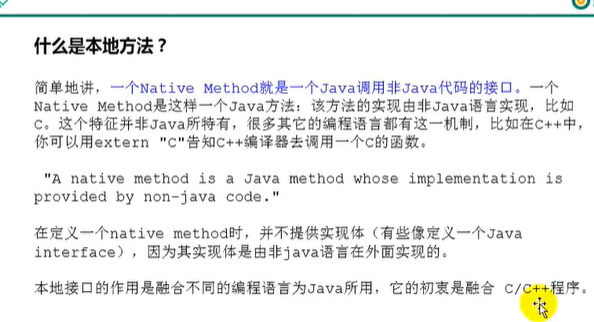 什么是本地方法？
简单地讲，一个Native Method就是一个Java调用非Java代码的接口。一个
Native Method是这样一个Java方法：该方法的实现由非Java语言实现，比如
C。这个特征并非Java所特有，很多其它的编程语言都有这一机制，比如在C++中，
你可以用extern "C"告知C++编译器去调用一个C的函数。
"A native method is a Java method whose implementation is
provided by non-java code."
在定义一个native method时，并不提供实现体（有些像定义一个Java
interface），因为其实现体是由非java语言在外面实现的。
本地接口的作用是融合不同的编程语言为Java所用，它的初衷是融合 C/C++程序。